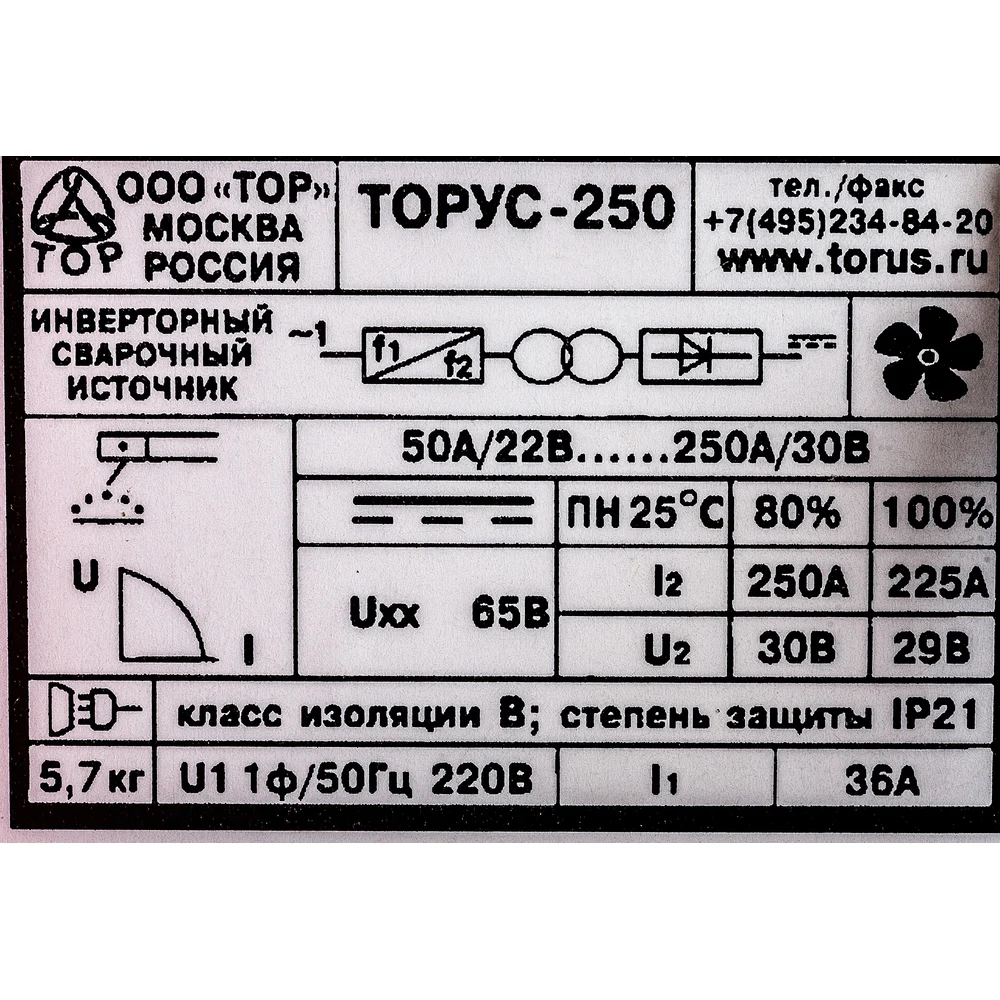 ТОР
ООО «ТОР»
МОСКВА
РОССИЯ
ТОРУС-250
тел./факс
+7(495)234-84-20
www.torus.ru
ИНВЕРТОРНЫЙ
СВАРОЧНЫЙ
ИСТОЧНИК
~1
f1
f2
50А/22В......250А/30В
ПН 25°С 80% 100%
U
I
Uxx 65В
I2 250А 225А
U2 30В 29В
класс изоляции В; степень защиты IP21
5,7кг U1 1ф/50Гц 220В I1 36А